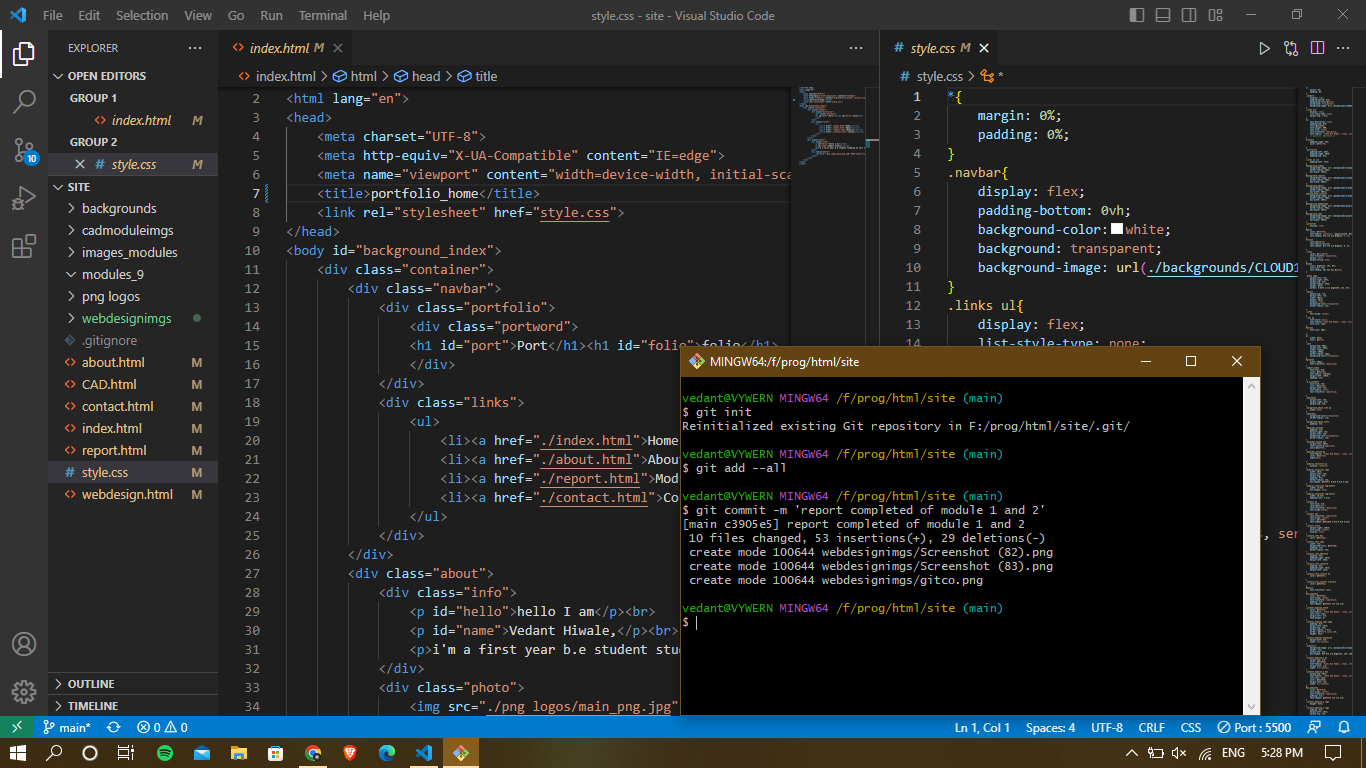 File Edit Selection View Go Run Terminal Help
style.css - site - Visual Studio Code
EXPLORER
OPEN EDITORS
GROUP 1
index.html M
GROUP 2
style.css M
SITE
backgrounds
cadmoduleimgs
images_modules
modules_9
png logos
webdesignimgs
.gitignore
about.html M
CAD.html M
contact.html M
index.html M
report.html M
style.css M
webdesign.html M
OUTLINE
TIMELINE
10
index.html M
index.html > html > head > title
2 <html lang="en">
3 <head>
4 <meta charset="UTF-8">
5 <meta http-equiv="X-UA-Compatible" content="IE=edge">
6 <meta name="viewport" content="width=device-width, initial-sca
7 <title>portfolio_home</title>
8 <link rel="stylesheet" href="style.css">
9 </head>
10 <body id="background_index">
11 <div class="container">
12 <div class="navbar">
13 <div class="portfolio">
14 <div class="portword">
15 <h1 id="port">Port</h1><h1 id="folio">folio</h1>
16 </div>
17 </div>
18 <div class="links">
19 <ul>
20 <li><a href="./index.html">Home
21 <li><a href="./about.html">Abou
22 <li><a href="./report.html">Mod
23 <li><a href="./contact.html">Co
24 </ul>
25 </div>
26 </div>
27 <div class="about">
28 <div class="info">
29 <p id="hello">hello I am</p><br>
30 <p id="name">Vedant Hiwale,</p><br>
31 <p>i'm a first year b.e student stu
32 </div>
33 <div class="photo">
34 <img src="./png logos/main_png.jpg"
style.css M
style.css > *
1 *{
2 margin: 0%;
3 padding: 0%;
4 }
5 .navbar{
6 display: flex;
7 padding-bottom: 0vh;
8 background-color: white;
9 background: transparent;
10 background-image: url(./backgrounds/CLOUD1
11 }
12 .links ul{
13 display: flex;
14 list-style-type: none;
, ser
MINGW64:/f/prog/html/site
vedant@VYWERN MINGW64 /f/prog/html/site (main)
$ git init
Reinitialized existing Git repository in F:/prog/html/site/.git/
vedant@VYWERN MINGW64 /f/prog/html/site (main)
$ git add --all
vedant@VYWERN MINGW64 /f/prog/html/site (main)
$ git commit -m 'report completed of module 1 and 2'
[main c3905e5] report completed of module 1 and 2
10 files changed, 53 insertions(+), 29 deletions(-)
create mode 100644 webdesignimgs/Screenshot (82).png
create mode 100644 webdesignimgs/Screenshot (83).png
create mode 100644 webdesignimgs/gitco.png
vedant@VYWERN MINGW64 /f/prog/html/site (main)
$
main* 0 0
Ln 1, Col 1 Spaces: 4 UTF-8 CRLF CSS Port : 5500
ENG 5:28 PM